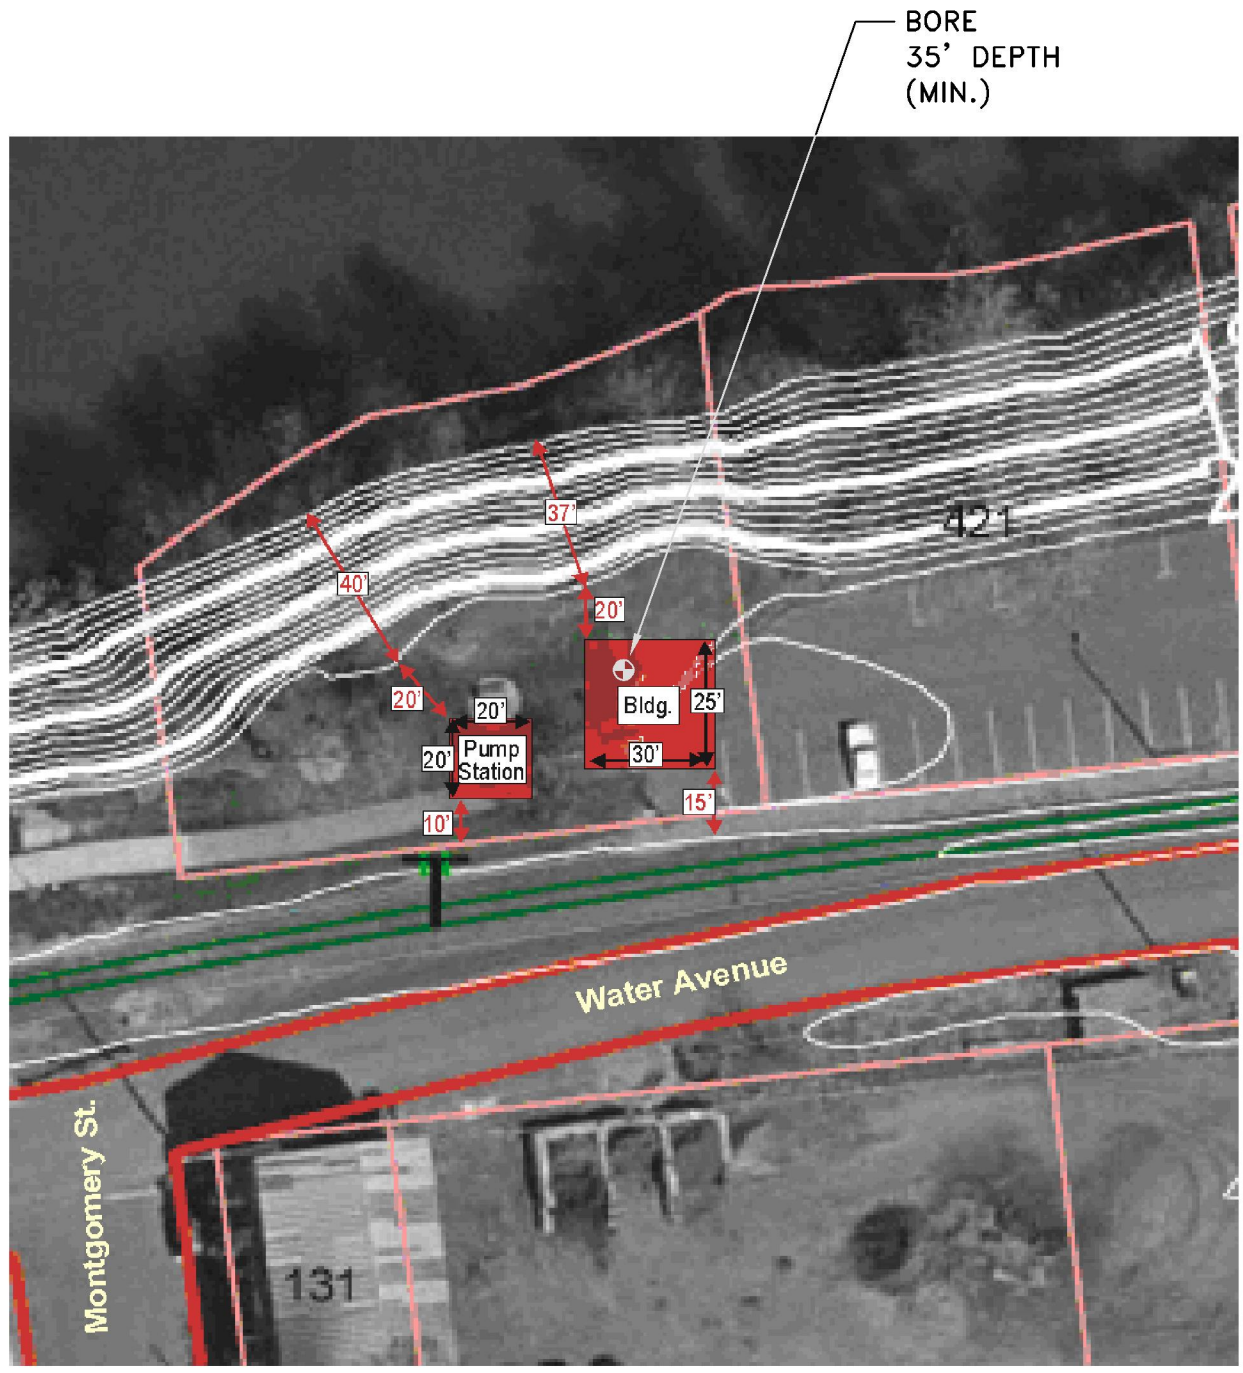 BORE
35' DEPTH
(MIN.)
421
37'
40'
20'
20'
20'
Bldg.
25'
20'
Pump
Station
30'
15'
10'
Water Avenue
Montgomery St.
131